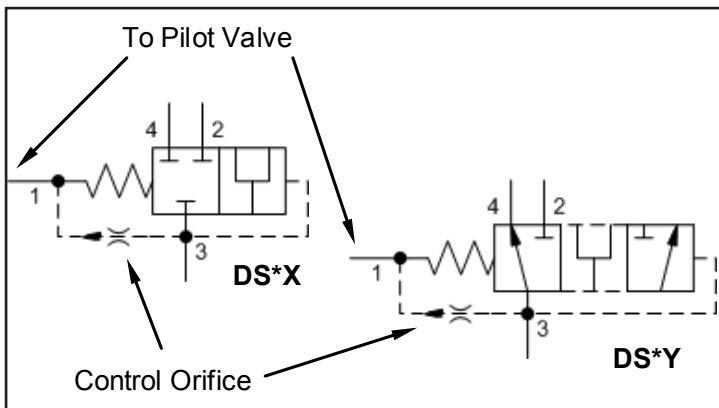 To Pilot Valve
4 2
1
3
DS*X
4 2
1
3
DS*Y
Control Orifice